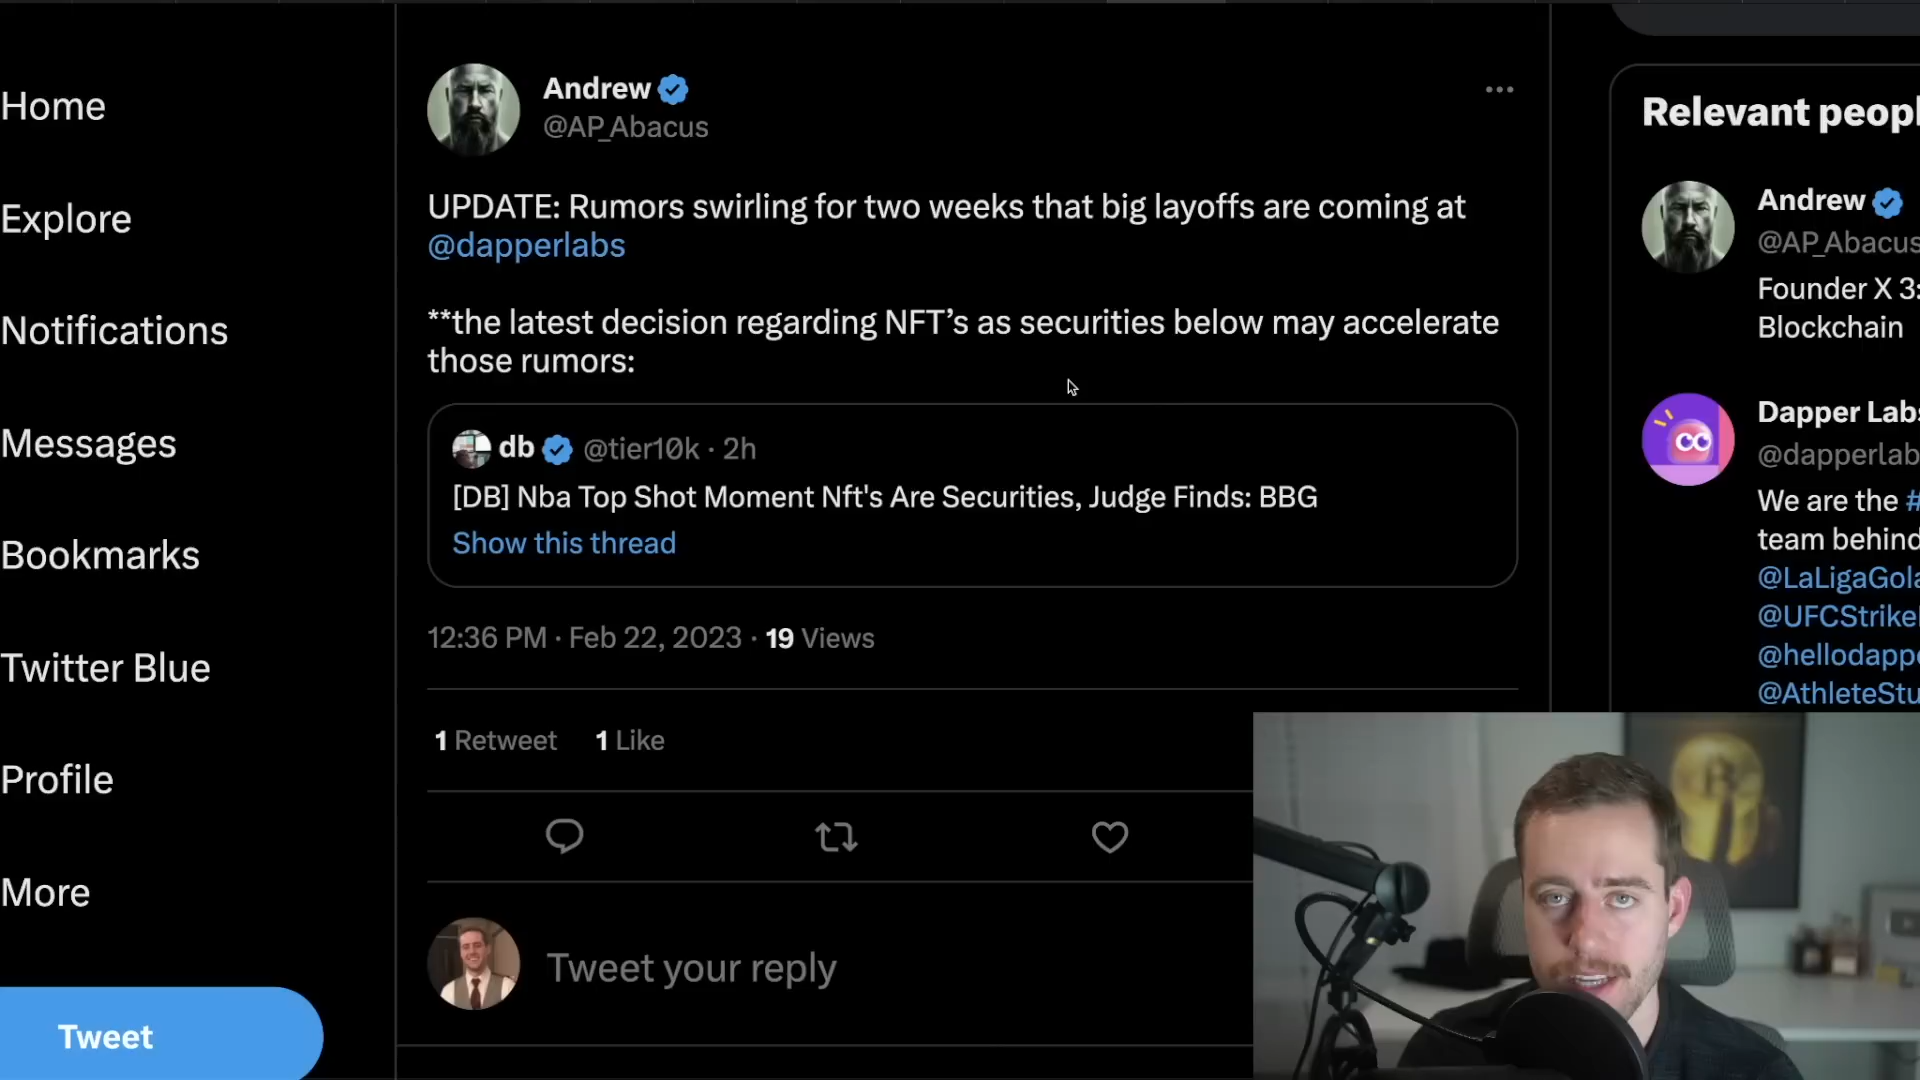 Home
Explore
Notifications
Messages
Bookmarks
Twitter Blue
Profile
More
Tweet
Andrew
@AP_Abacus
UPDATE: Rumors swirling for two weeks that big layoffs are coming at
@dapperlabs
**the latest decision regarding NFT’s as securities below may accelerate
those rumors:
db @tier10k · 2h
[DB] Nba Top Shot Moment Nft's Are Securities, Judge Finds: BBG
Show this thread
12:36 PM · Feb 22, 2023 · 19 Views
1 Retweet 1 Like
Tweet your reply
Relevant peopl
Andrew
@AP_Abacus
Founder X 3:
Blockchain
Dapper Labs
@dapperlab
We are the #
team behind
@LaLigaGola
@UFCStrike
@hellodappe
@AthleteStu